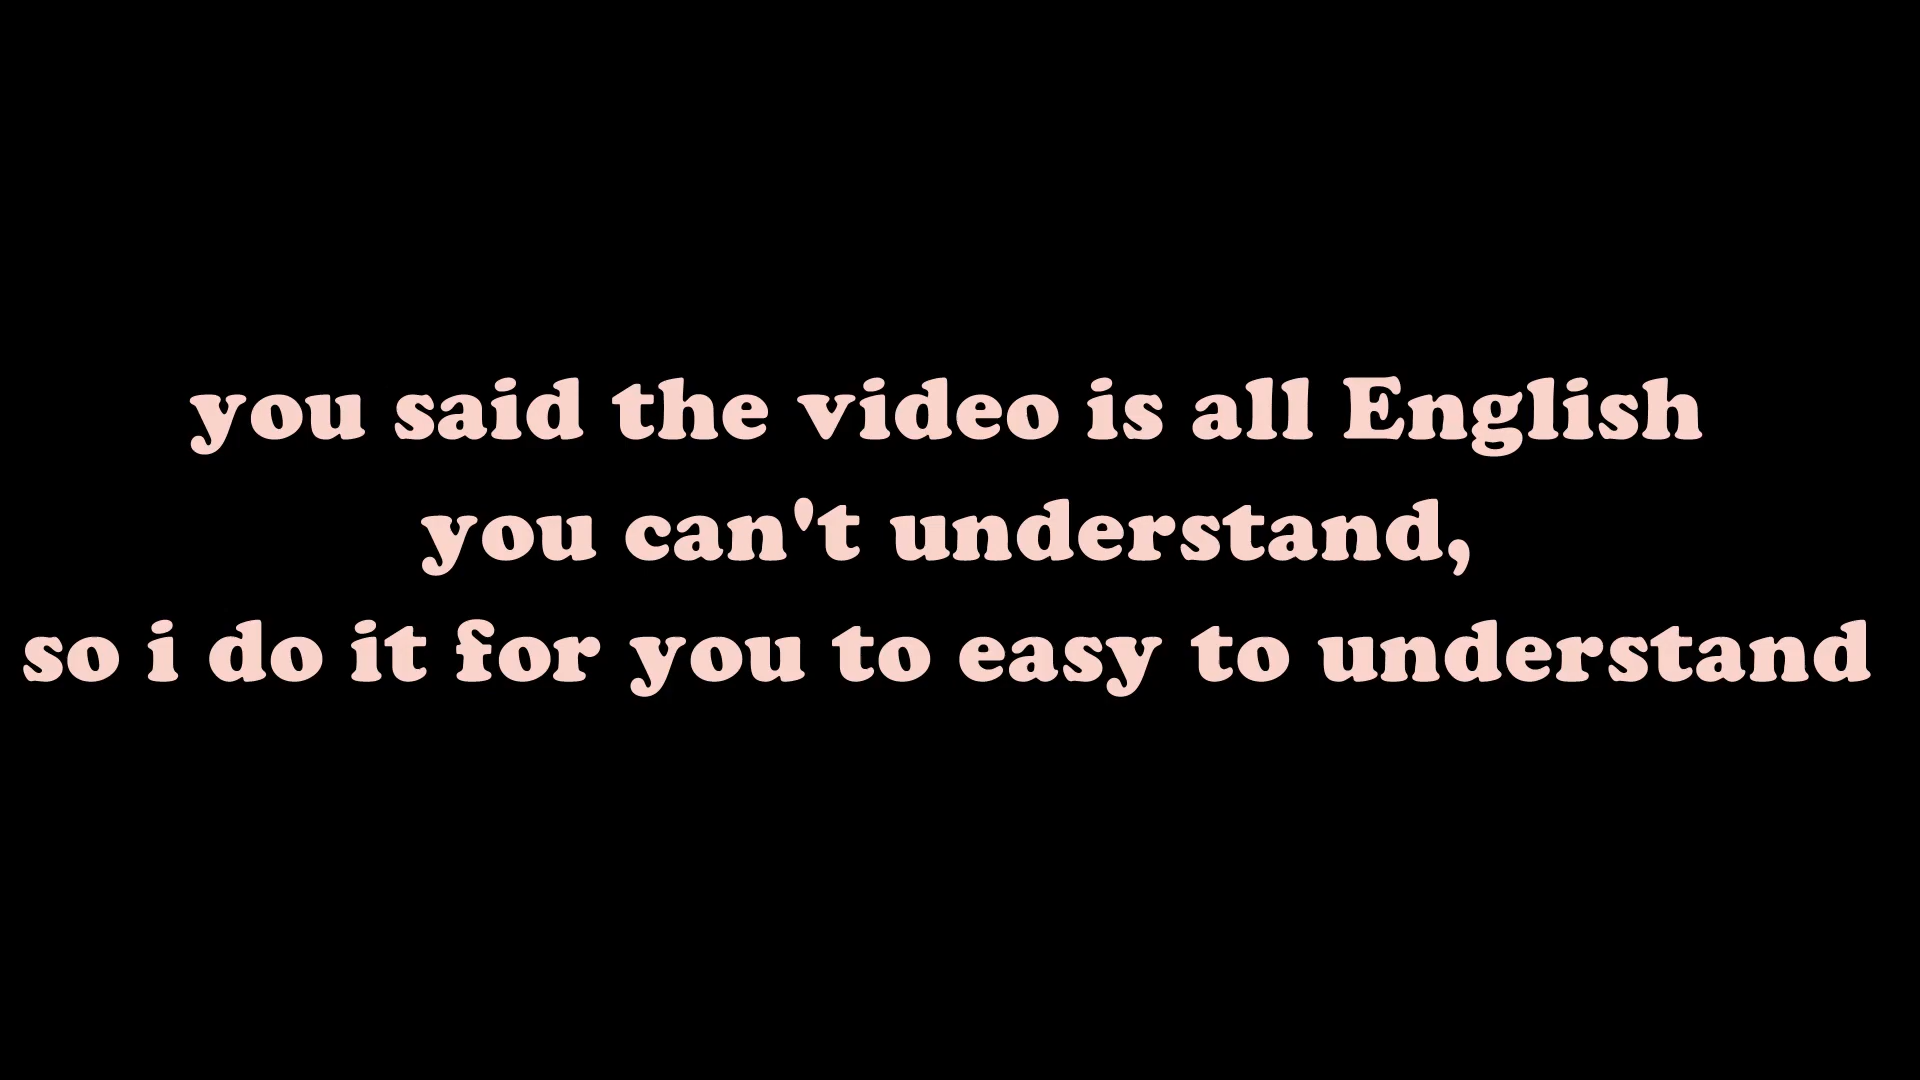 you said the video is all English
you can't understand,
so i do it for you to easy to understand